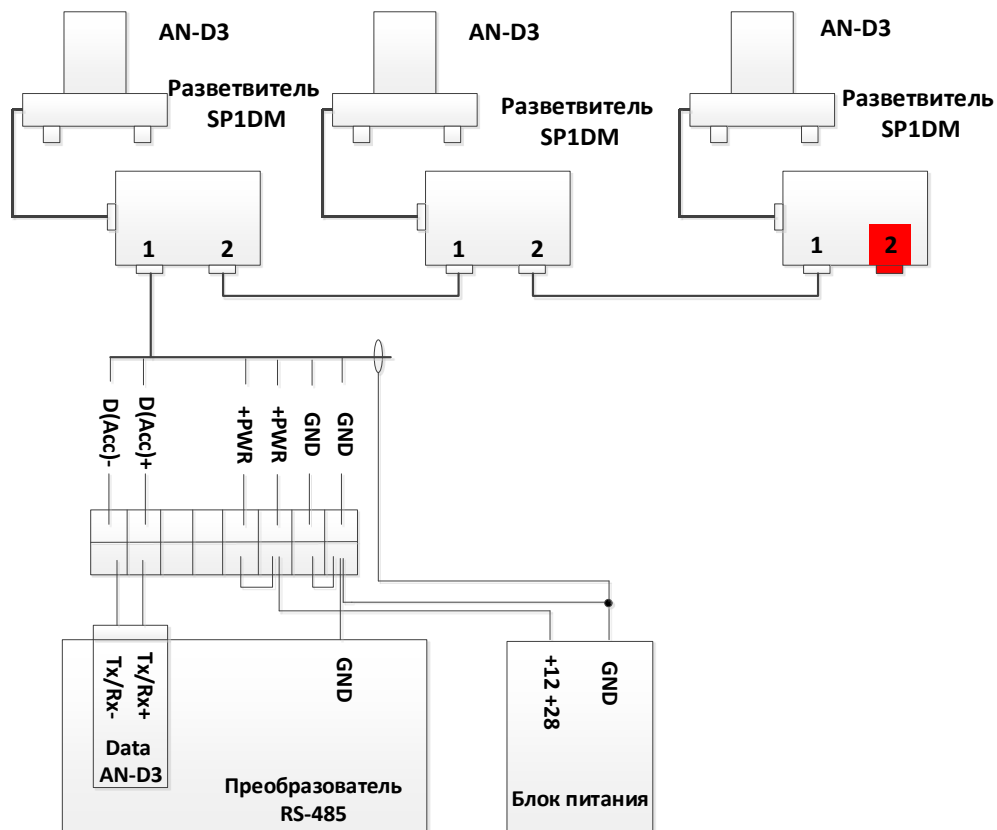 AN-D3
AN-D3
AN-D3
Разветвитель
SP1DM
Разветвитель
SP1DM
Разветвитель
SP1DM
1
2
1
2
1
2
D(Acc)-
D(Acc)+
+PWR
+PWR
GND
GND
Tx/Rx-
Tx/Rx+
Data
AN-D3
GND
Преобразователь
RS-485
+12 +28
GND
Блок питания